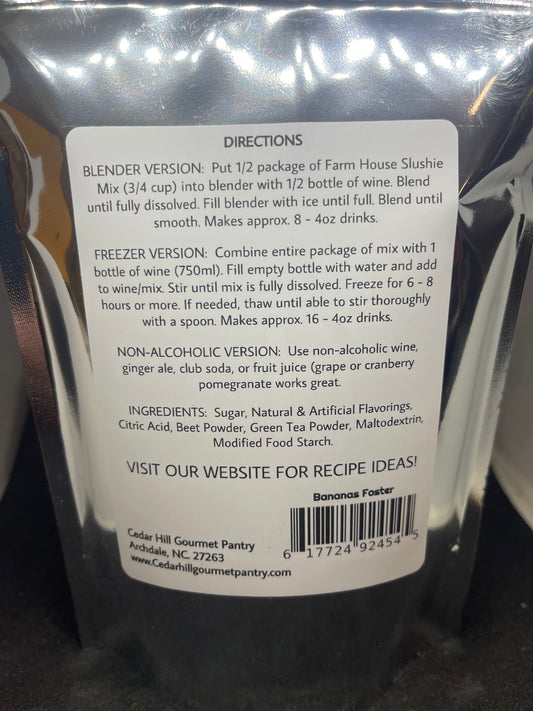 DIRECTIONS
BLENDER VERSION: Put 1/2 package of Farm House Slushie
Mix (3/4 cup) into blender with 1/2 bottle of wine. Blend
until fully dissolved. Fill blender with ice until full. Blend until
smooth. Makes approx. 8 - 4oz drinks.
FREEZER VERSION: Combine entire package of mix with 1
bottle of wine (750ml). Fill empty bottle with water and add
to wine/mix. Stir until mix is fully dissolved. Freeze for 6 - 8
hours or more. If needed, thaw until able to stir thoroughly
with a spoon. Makes approx. 16 - 4oz drinks.
NON-ALCOHOLIC VERSION: Use non-alcoholic wine,
ginger ale, club soda, or fruit juice (grape or cranberry
pomegranate works great.
INGREDIENTS: Sugar, Natural & Artificial Flavorings,
Citric Acid, Beet Powder, Green Tea Powder, Maltodextrin,
Modified Food Starch.
VISIT OUR WEBSITE FOR RECIPE IDEAS!
Bananas Foster
6 17724 92454 5
Cedar Hill Gourmet Pantry
Archdale, NC. 27263
www.Cedarhillgourmetpantry.com